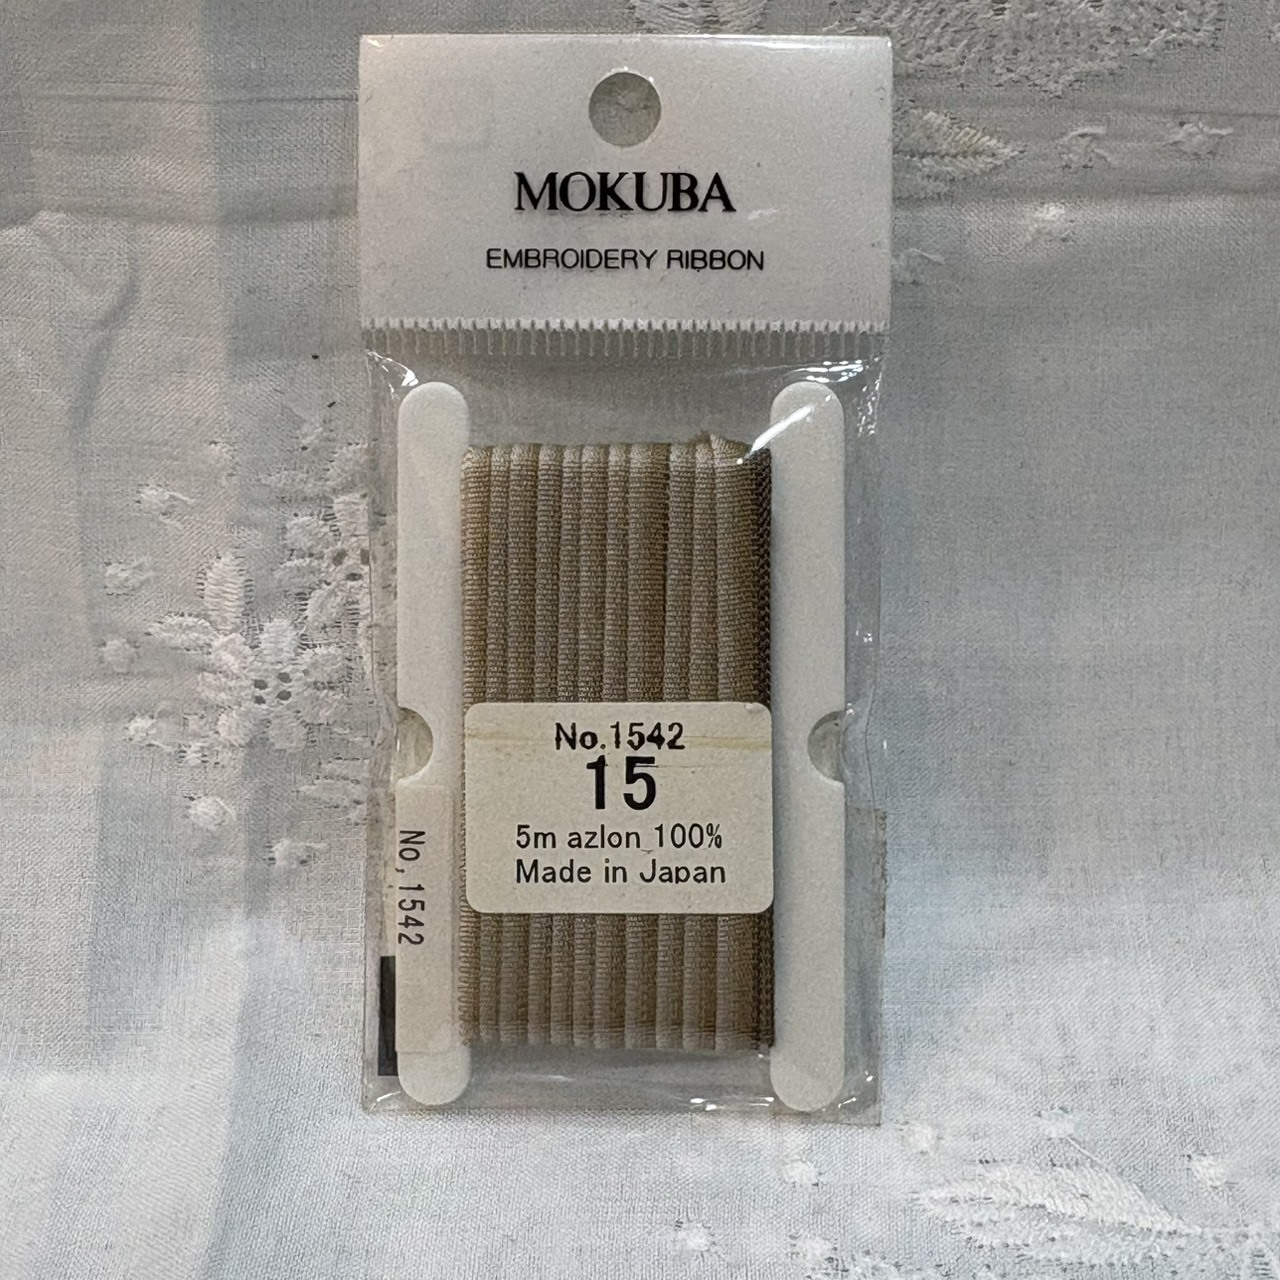 MOKUBA
EMBROIDERY RIBBON
No.1542
15
5m azlon 100%
Made in Japan
No,1542